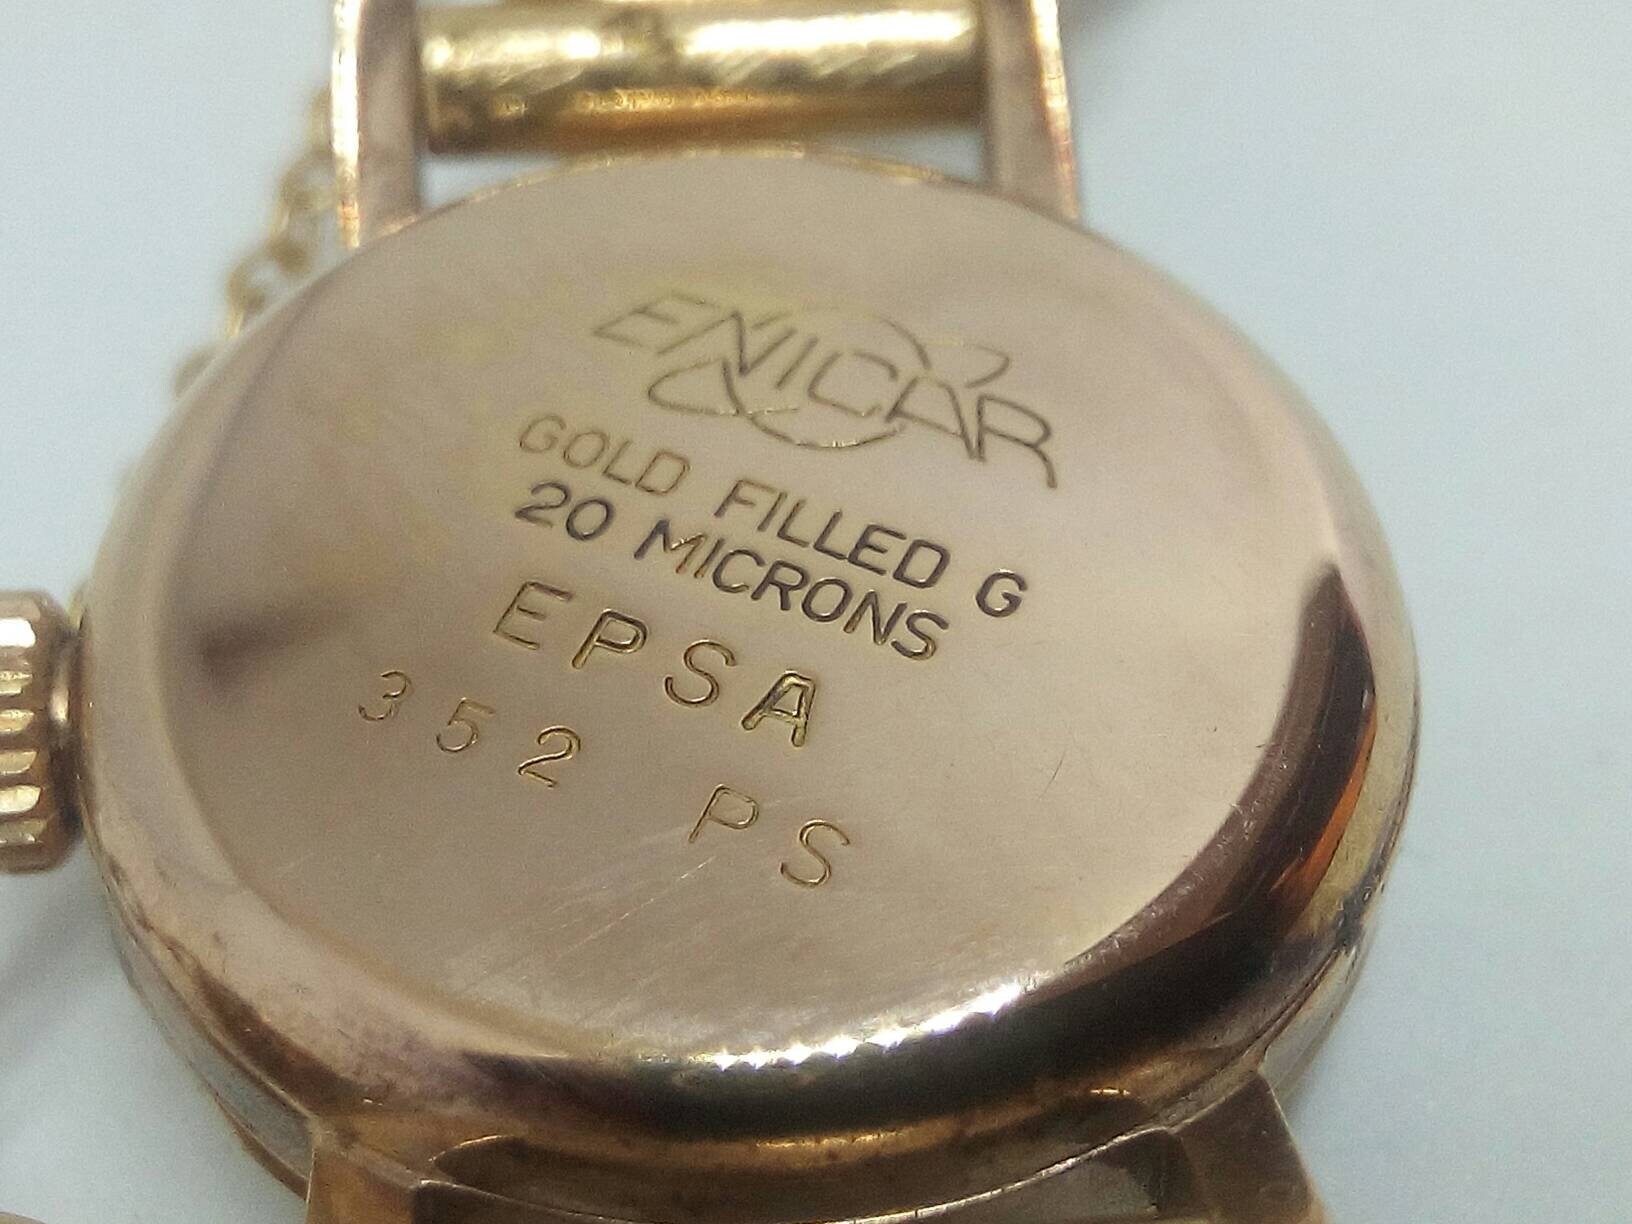 ENICAR
GOLD FILLED G
20 MICRONS
EPSA
352 PS